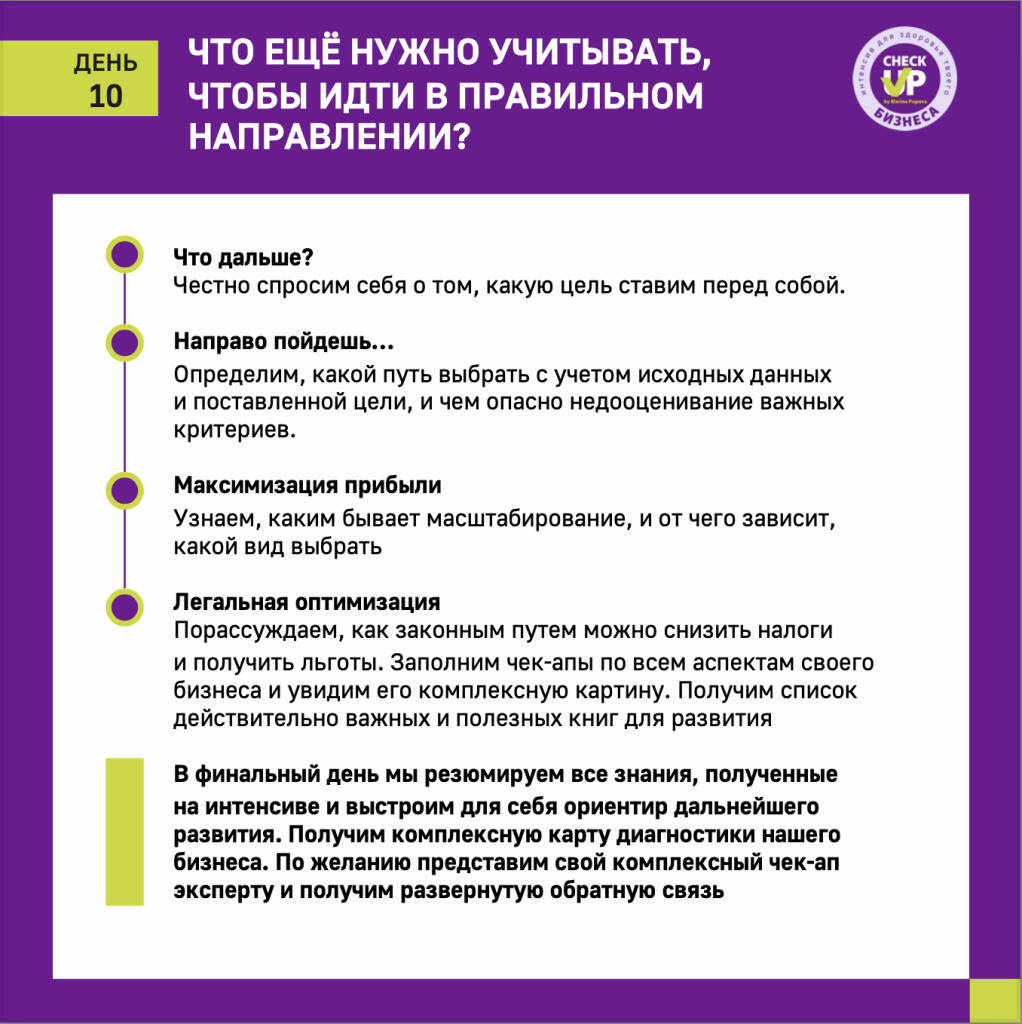 ДЕНЬ
10
ЧТО ЕЩЁ НУЖНО УЧИТЫВАТЬ,
ЧТОБЫ ИДТИ В ПРАВИЛЬНОМ
НАПРАВЛЕНИИ?
интенсив для здоровья твоего
CHECK
UP
by Marina Popova
БИЗНЕСА
Что дальше?
Честно спросим себя о том, какую цель ставим перед собой.
Направо пойдешь...
Определим, какой путь выбрать с учетом исходных данных
и поставленной цели, и чем опасно недооценивание важных
критериев.
Максимизация прибыли
Узнаем, каким бывает масштабирование, и от чего зависит,
какой вид выбрать
Легальная оптимизация
Порассуждаем, как законным путем можно снизить налоги
и получить льготы. Заполним чек-апы по всем аспектам своего
бизнеса и увидим его комплексную картину. Получим список
действительно важных и полезных книг для развития
В финальный день мы резюмируем все знания, полученные
на интенсиве и выстроим для себя ориентир дальнейшего
развития. Получим комплексную карту диагностики нашего
бизнеса. По желанию представим свой комплексный чек-ап
эксперту и получим развернутую обратную связь